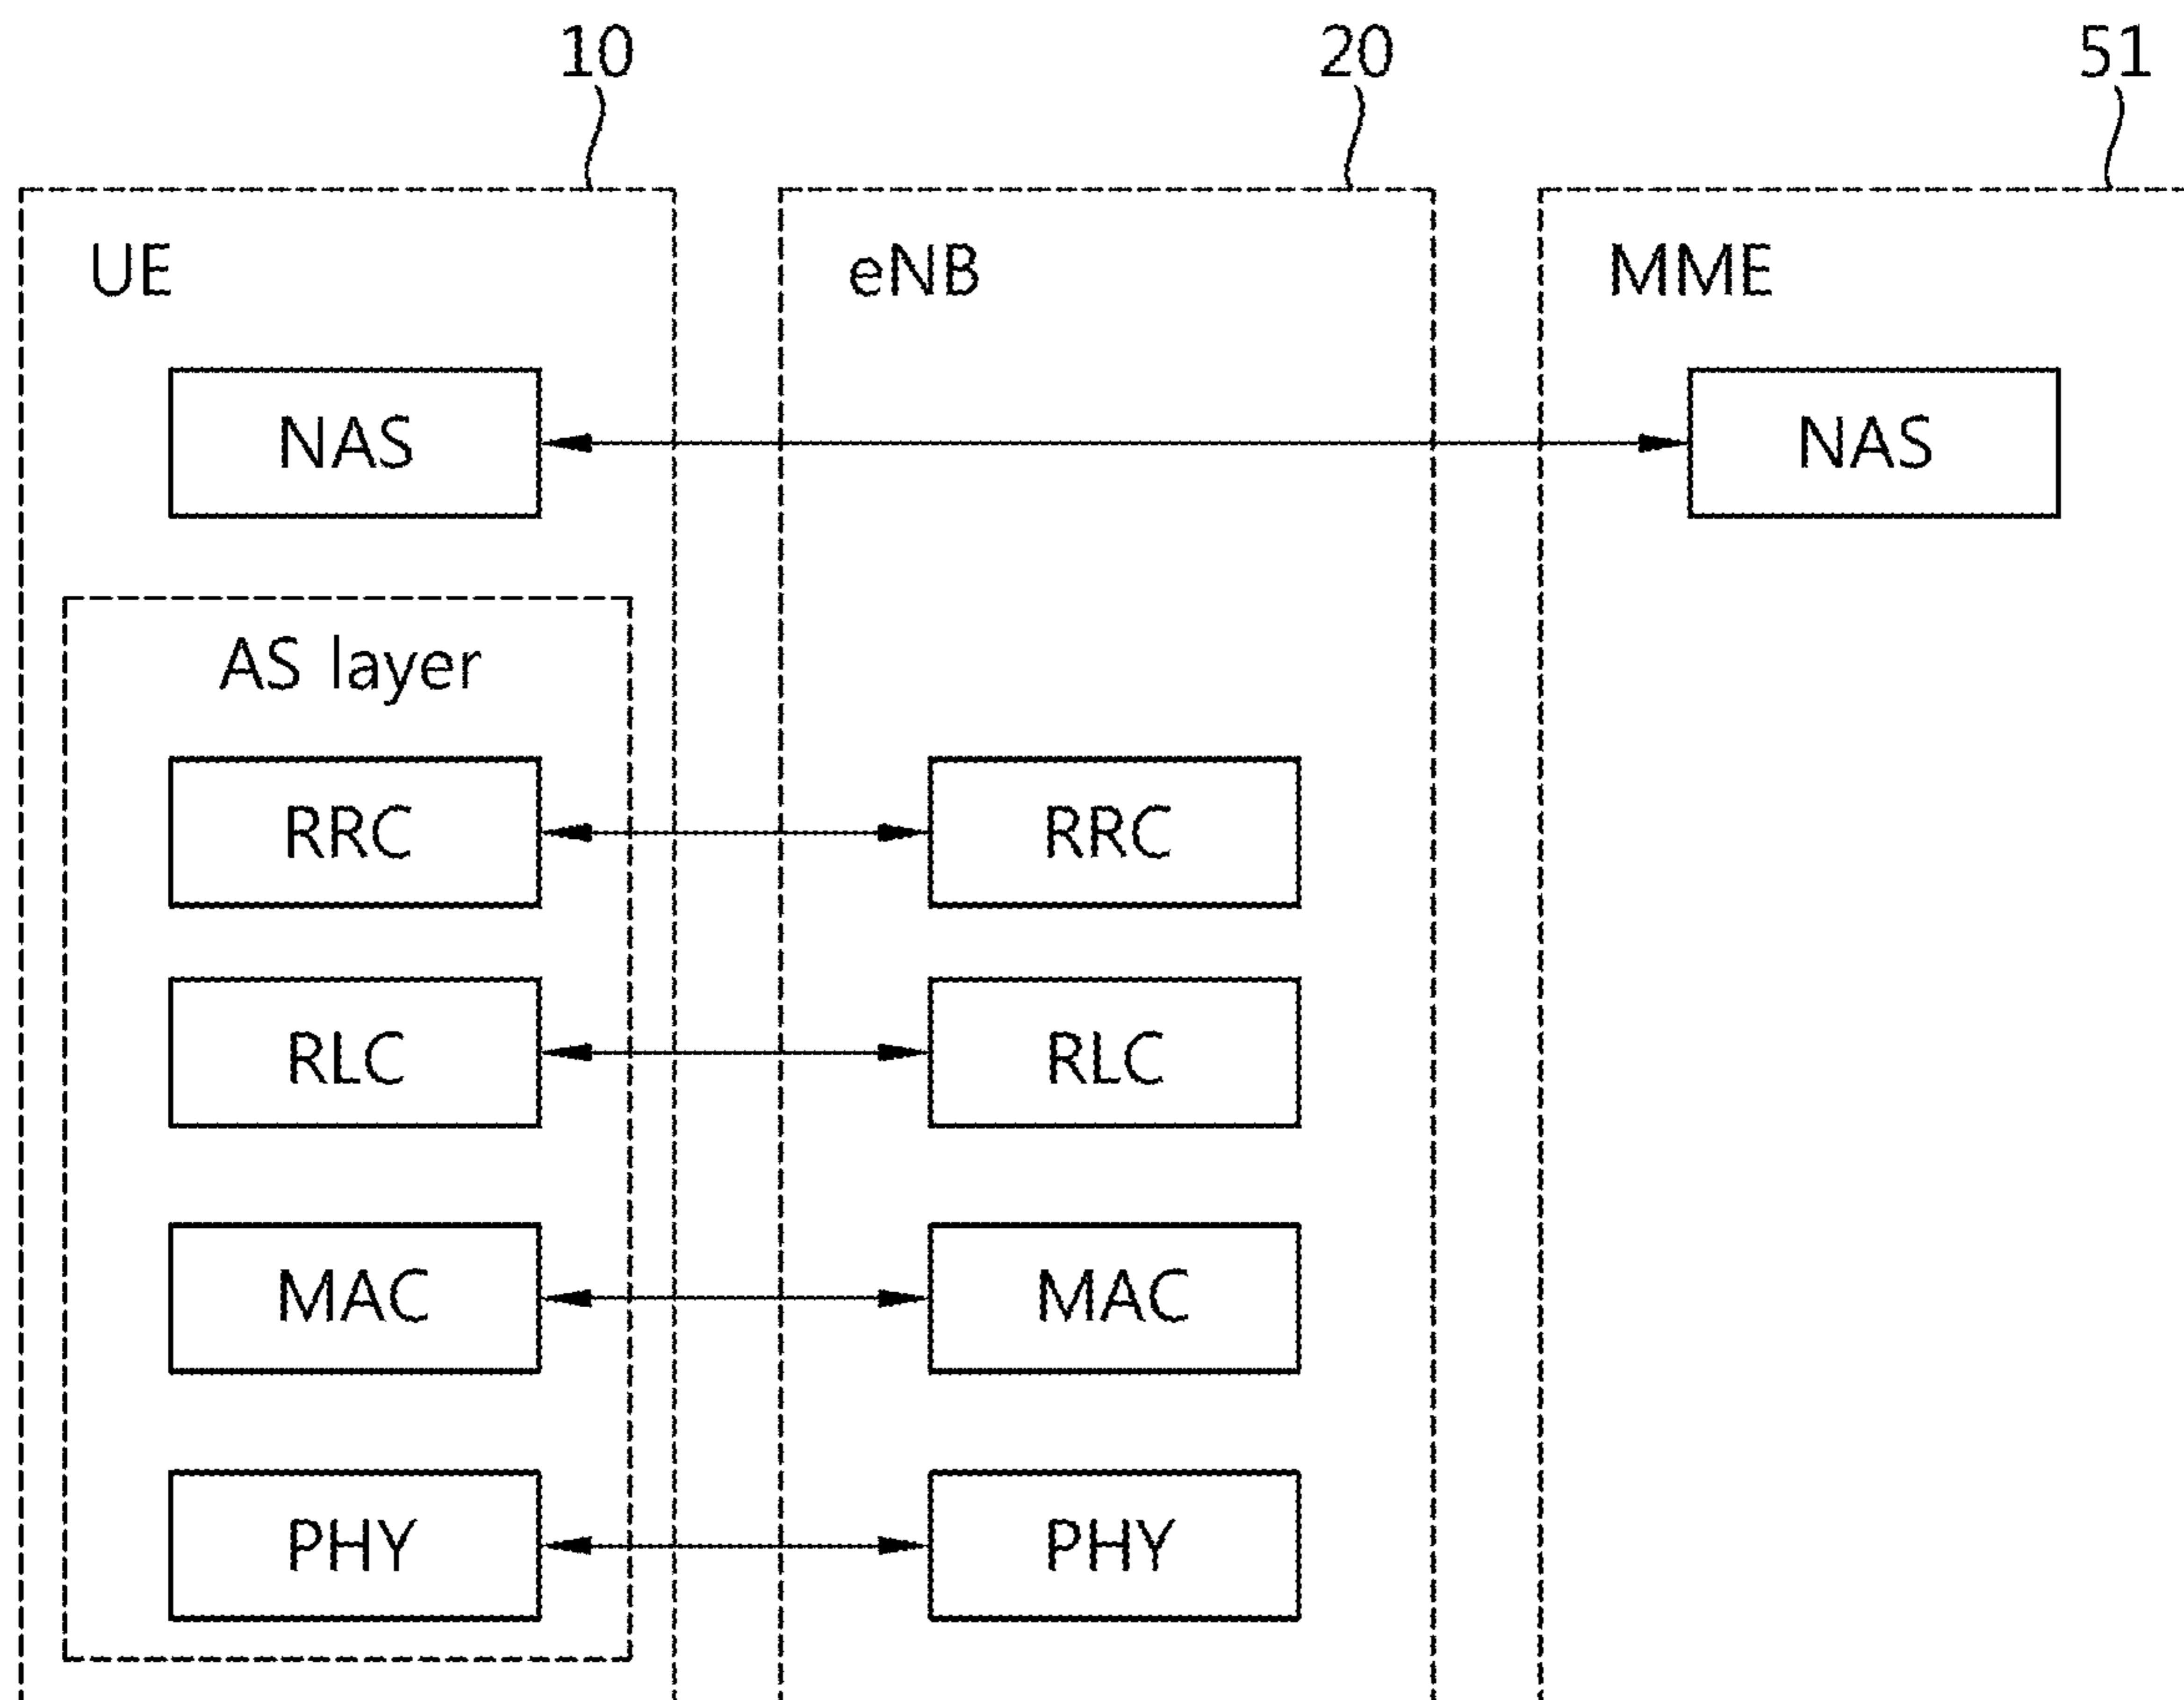 10 20 51
UE eNB MME
NAS NAS
AS layer
RRC RRC
RLC RLC
MAC MAC
PHY PHY